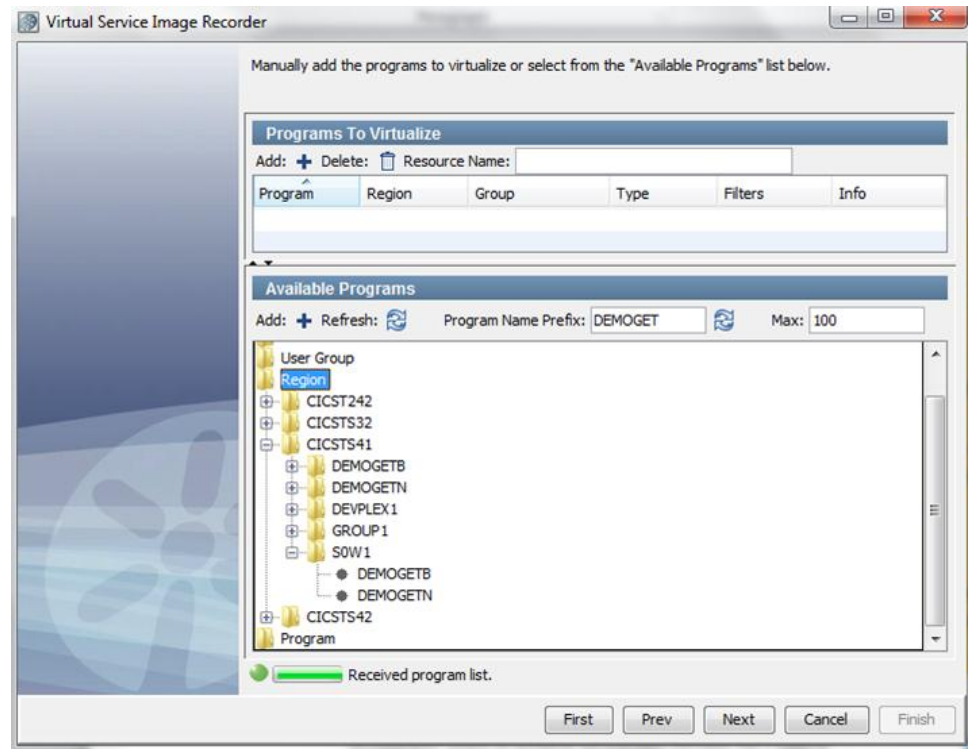 Virtual Service Image Recorder
Manually add the programs to virtualize or select from the "Available Programs" list below.
Programs To Virtualize
Add: Delete: Resource Name:
Program Region Group Type Filters Info
Available Programs
Add: Refresh: Program Name Prefix: DEMOGET Max: 100
User Group
Region
CICST242
CICSTS32
CICSTS41
DEMOGETB
DEMOGETN
DEVPLEX1
GROUP1
S0W1
DEMOGETB
DEMOGETN
CICSTS42
Program
Received program list.
First Prev Next Cancel Finish